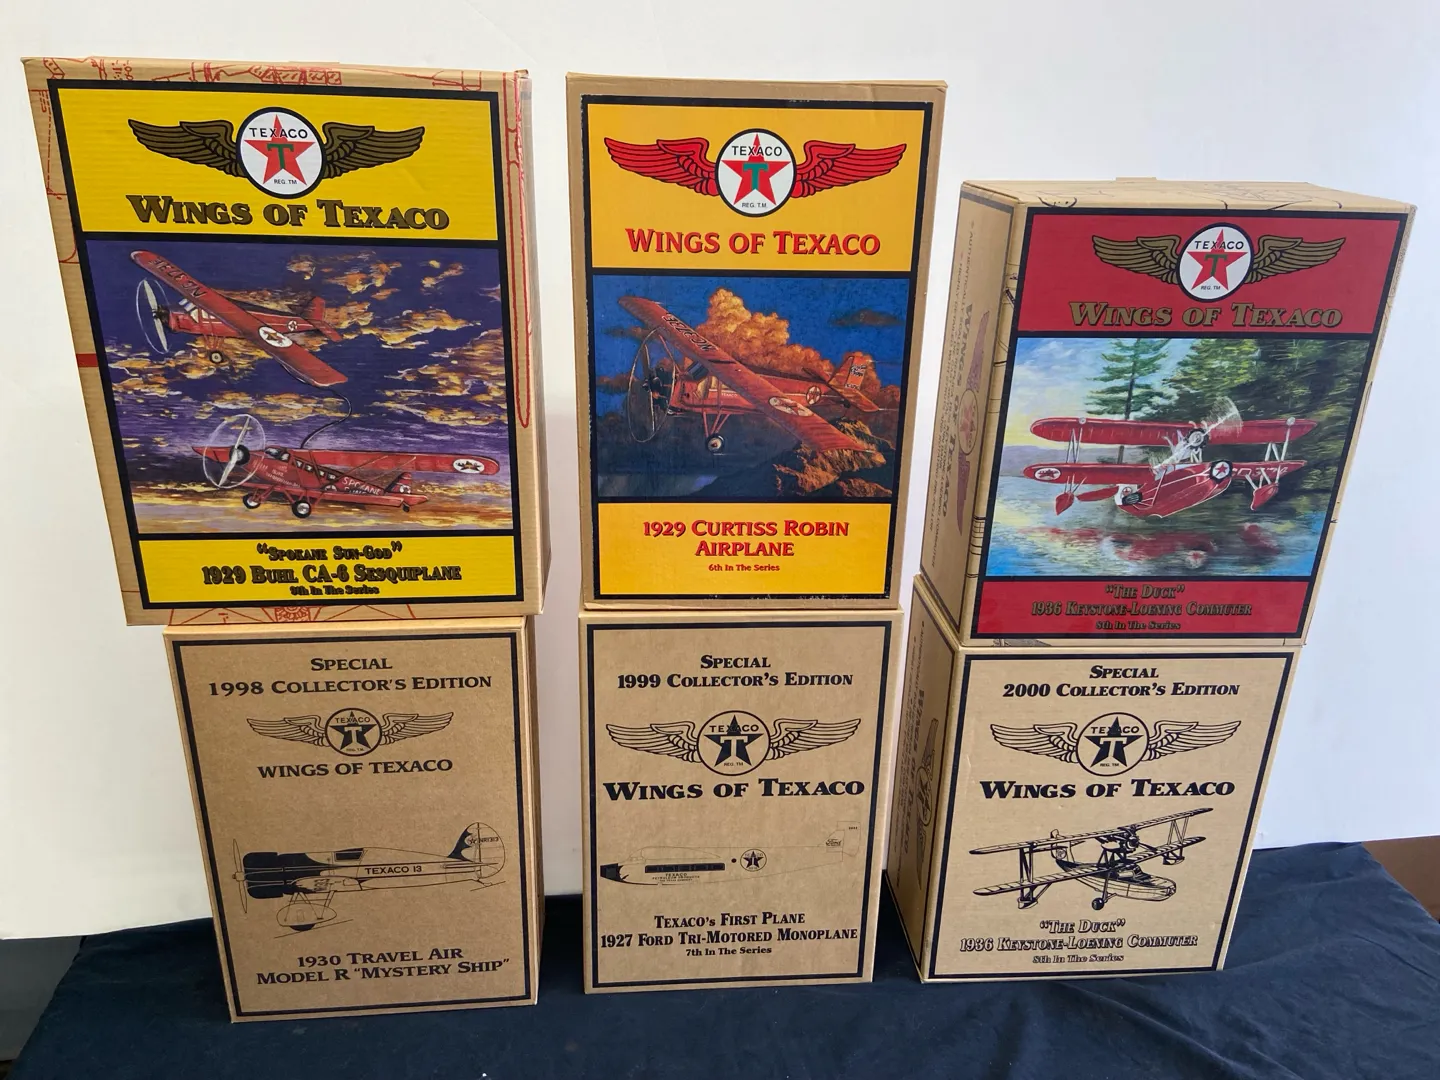 TEXACO
T
REG. TM
WINGS OF TEXACO
NC7522
SPOKANE
"SPOKANE SUN-GOD"
1929 BUHL CA-6 SESQUIPLANE
9th In The Series
TEXACO
T
REG. T.M.
WINGS OF TEXACO
1929 CURTISS ROBIN
AIRPLANE
6th In The Series
TEXACO
T
REG. TM
WINGS OF TEXACO
"THE DUCK"
1936 KEYSTONE-LOENING COMMUTER
8th In The Series
SPECIAL
1998 COLLECTOR'S EDITION
TEXACO
T
REG. T.M.
WINGS OF TEXACO
TEXACO 13
1930 TRAVEL AIR
MODEL R "MYSTERY SHIP"
SPECIAL
1999 COLLECTOR'S EDITION
TEXACO
T
REG. TM
WINGS OF TEXACO
TEXACO'S FIRST PLANE
1927 FORD TRI-MOTORED MONOPLANE
7th In The Series
SPECIAL
2000 COLLECTOR'S EDITION
TEXACO
T
REG. TM
WINGS OF TEXACO
"THE DUCK"
1936 KEYSTONE-LOENING COMMUTER
8th In The Series